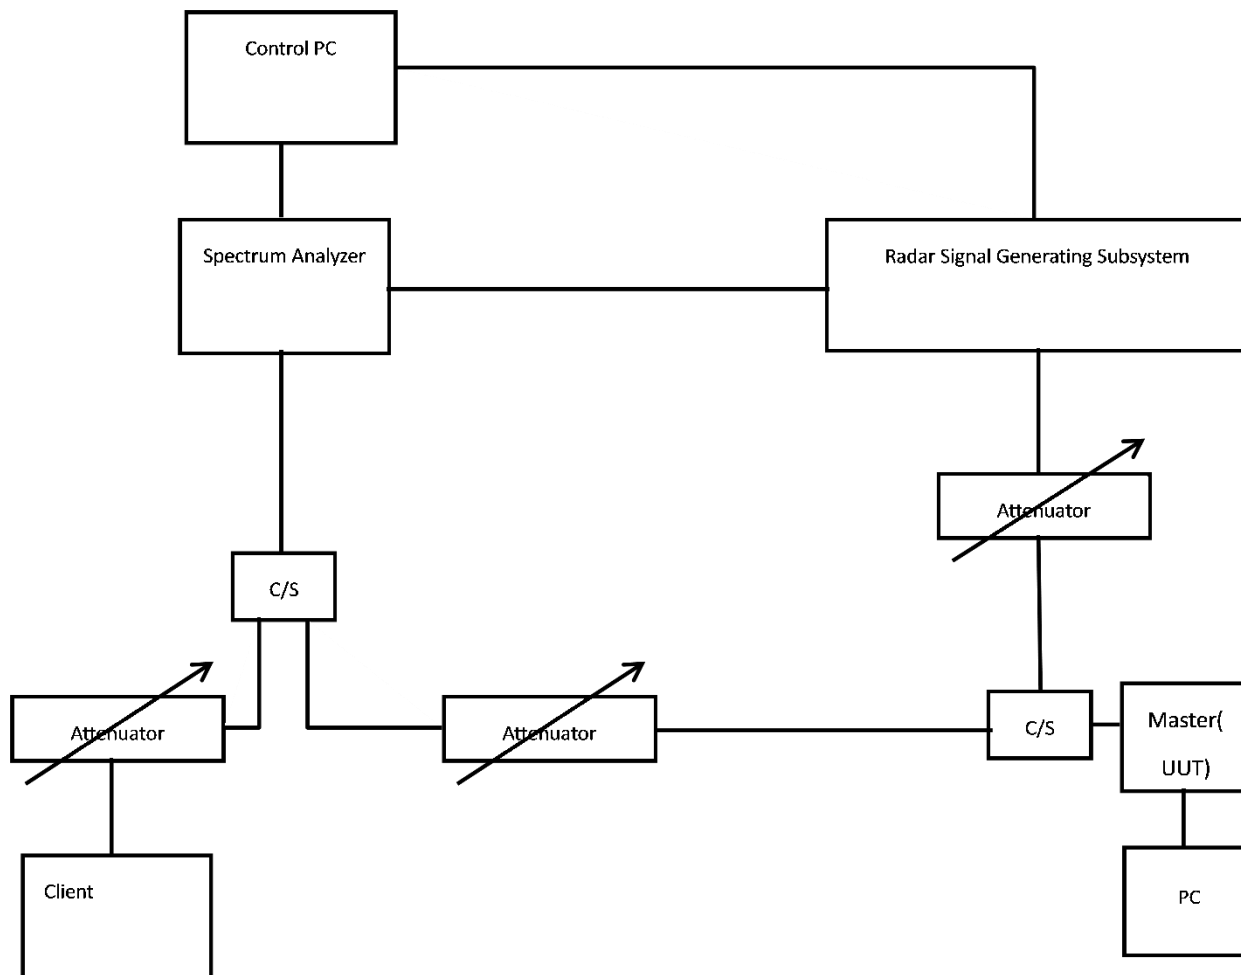 Control PC
Spectrum Analyzer
Radar Signal Generating Subsystem
Attenuator
C/S
Attenuator
Attenuator
C/S
Master(
UUT)
Client
PC